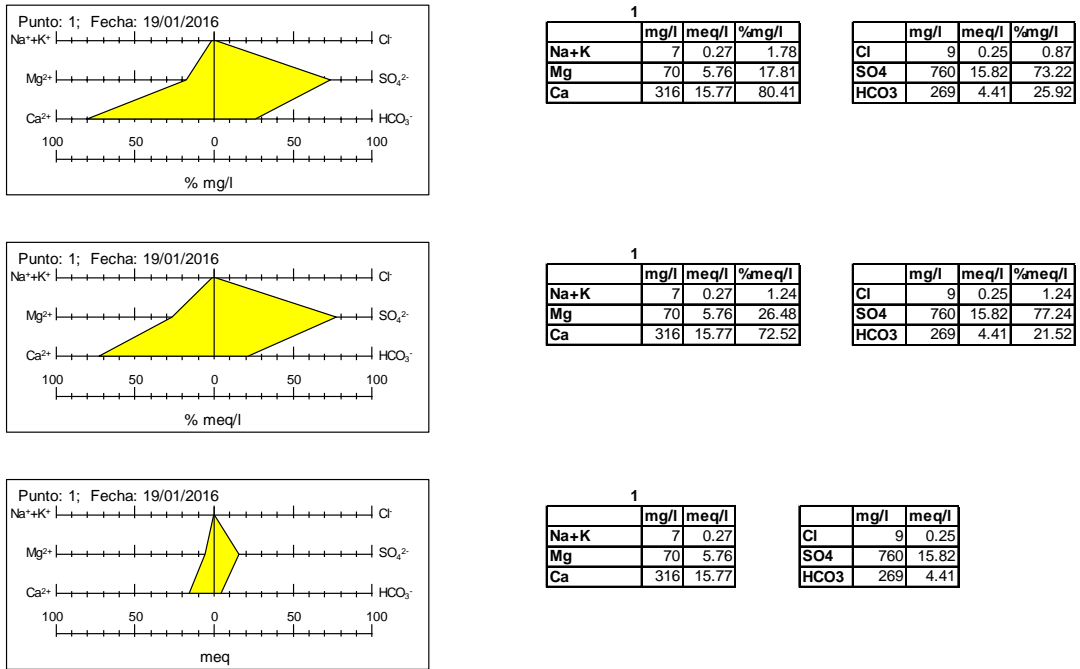 Punto: 1; Fecha: 19/01/2016
Na⁺+K⁺ Cl⁻
Mg²⁺ SO₄²⁻
Ca²⁺ HCO₃⁻
100 50 0 50 100
% mg/l
1
mg/l meq/l %mg/l
Na+K 7 0.27 1.78
Mg 70 5.76 17.81
Ca 316 15.77 80.41
mg/l meq/l %mg/l
Cl 9 0.25 0.87
SO4 760 15.82 73.22
HCO3 269 4.41 25.92
Punto: 1; Fecha: 19/01/2016
Na⁺+K⁺ Cl⁻
Mg²⁺ SO₄²⁻
Ca²⁺ HCO₃⁻
100 50 0 50 100
% meq/l
1
mg/l meq/l %meq/l
Na+K 7 0.27 1.24
Mg 70 5.76 26.48
Ca 316 15.77 72.52
mg/l meq/l %meq/l
Cl 9 0.25 1.24
SO4 760 15.82 77.24
HCO3 269 4.41 21.52
Punto: 1; Fecha: 19/01/2016
Na⁺+K⁺ Cl⁻
Mg²⁺ SO₄²⁻
Ca²⁺ HCO₃⁻
100 50 0 50 100
meq
1
mg/l meq/l
Na+K 7 0.27
Mg 70 5.76
Ca 316 15.77
mg/l meq/l
Cl 9 0.25
SO4 760 15.82
HCO3 269 4.41